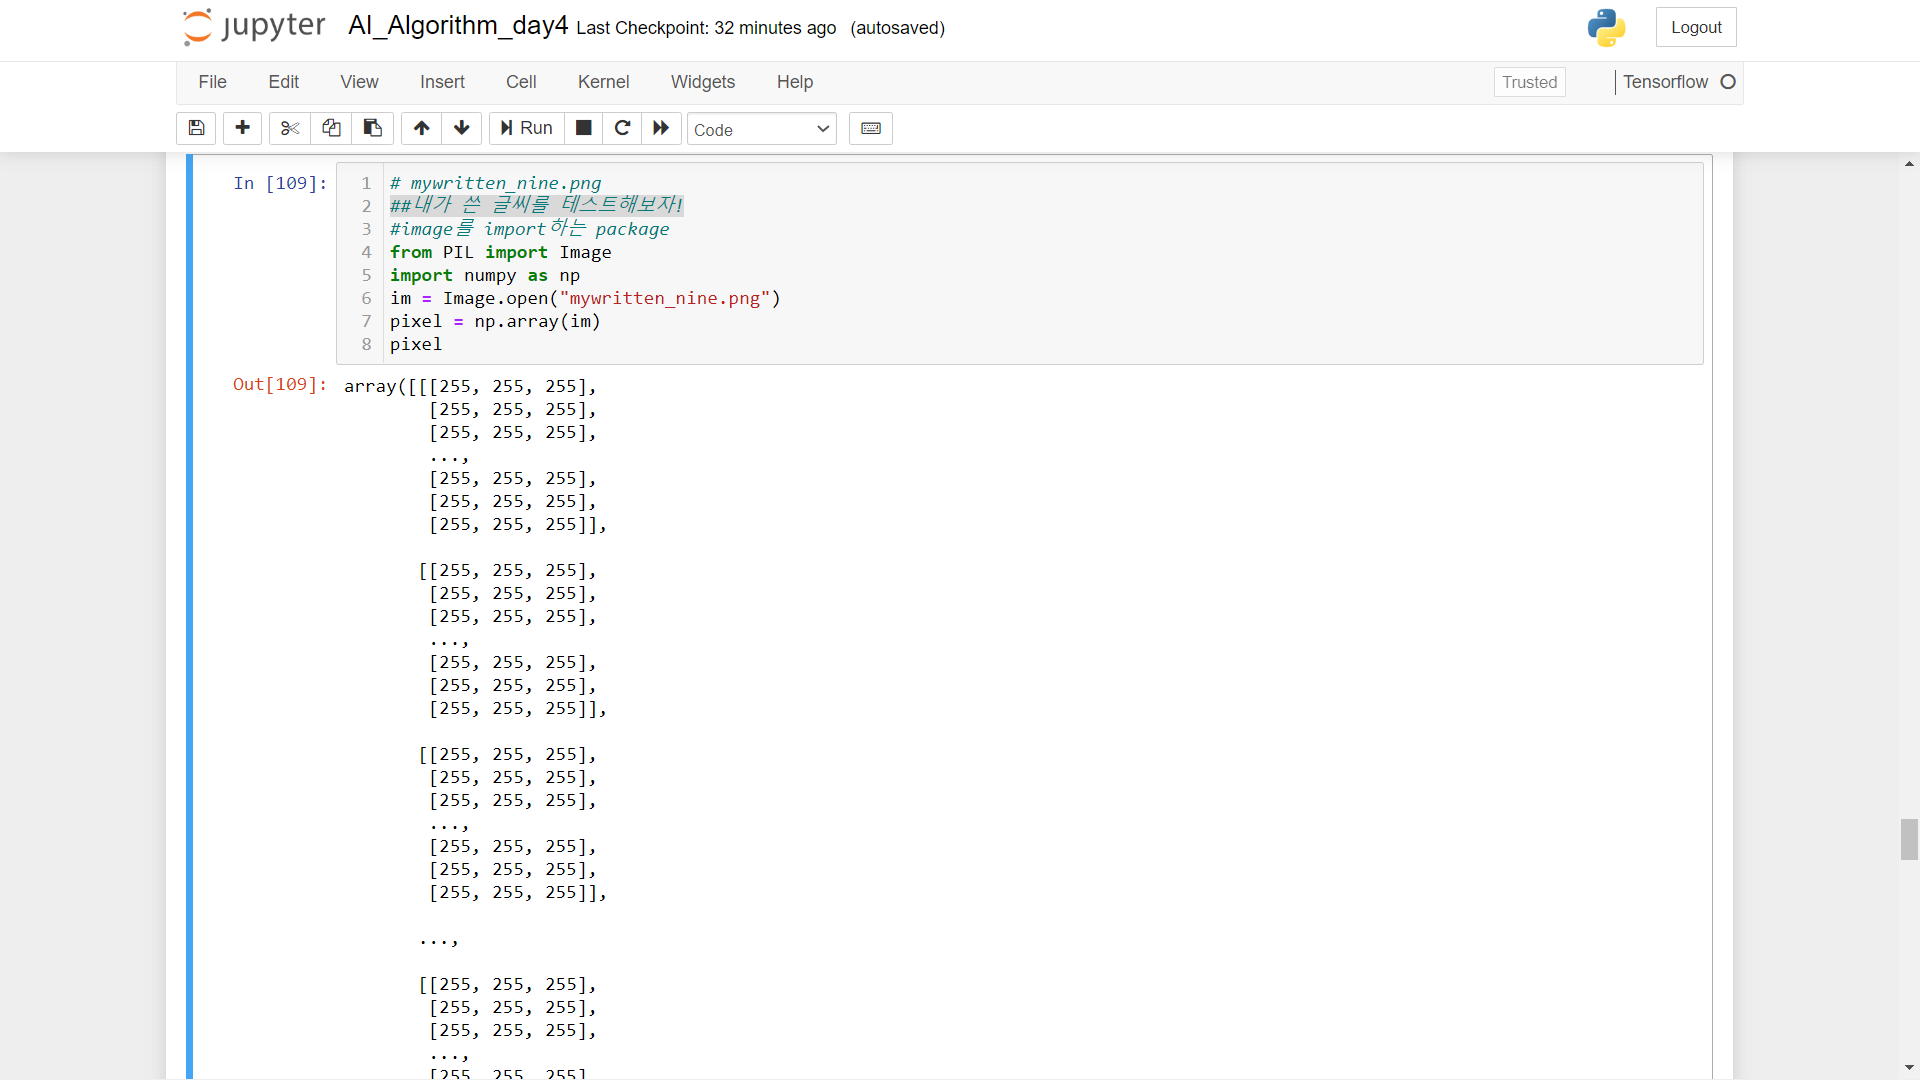 jupyter AI_Algorithm_day4 Last Checkpoint: 32 minutes ago (autosaved) Logout
File Edit View Insert Cell Kernel Widgets Help Trusted Tensorflow
Run Code
In [109]:
1 # mywritten_nine.png
2 ##내가 쓴 글씨를 테스트해보자!
3 #image를 import하는 package
4 from PIL import Image
5 import numpy as np
6 im = Image.open("mywritten_nine.png")
7 pixel = np.array(im)
8 pixel
Out[109]: array([[[255, 255, 255],
[255, 255, 255],
[255, 255, 255],
...,
[255, 255, 255],
[255, 255, 255],
[255, 255, 255]],
[[255, 255, 255],
[255, 255, 255],
[255, 255, 255],
...,
[255, 255, 255],
[255, 255, 255],
[255, 255, 255]],
[[255, 255, 255],
[255, 255, 255],
[255, 255, 255],
...,
[255, 255, 255],
[255, 255, 255],
[255, 255, 255]],
...,
[[255, 255, 255],
[255, 255, 255],
[255, 255, 255],
...,
[255, 255, 255]